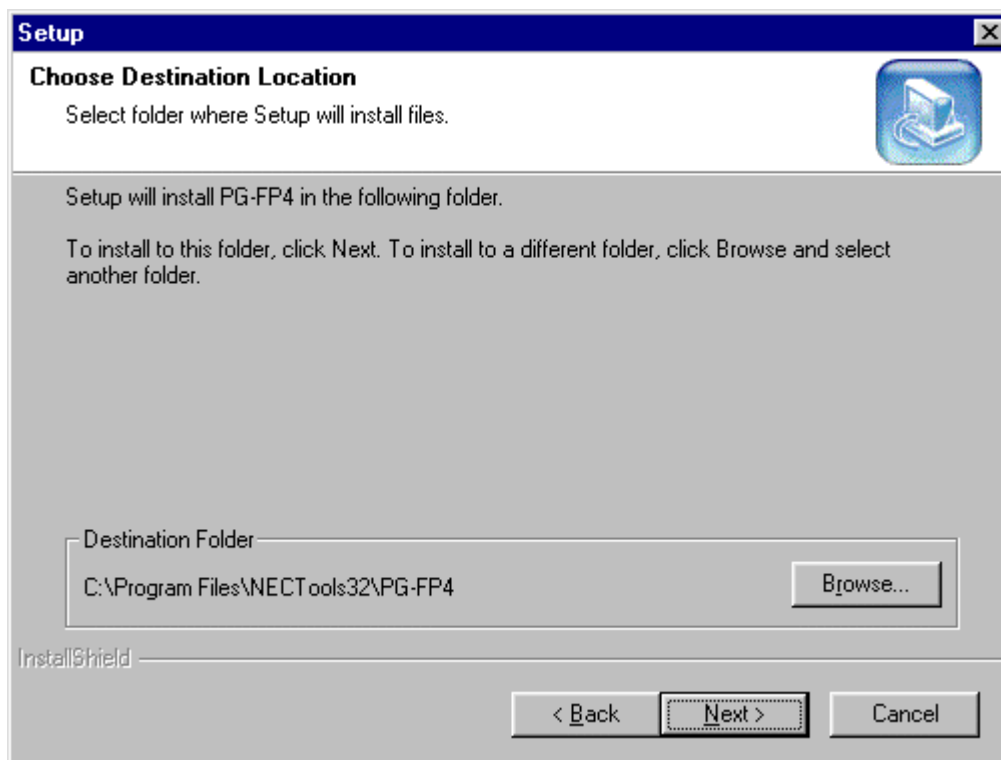 Setup
Choose Destination Location
Select folder where Setup will install files.
Setup will install PG-FP4 in the following folder.
To install to this folder, click Next. To install to a different folder, click Browse and select
another folder.
Destination Folder
C:\Program Files\NECTools32\PG-FP4
Browse...
InstallShield
< Back
Next >
Cancel